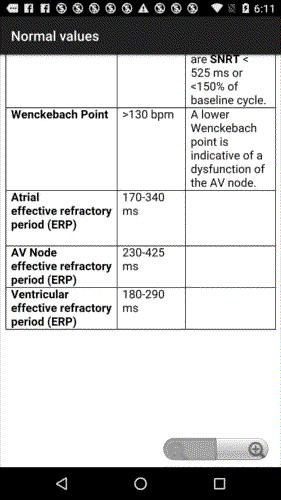 6:11
Normal values
are SNRT <
525 ms or
<150% of
baseline cycle.
Wenckebach Point
>130 bpm
A lower
Wenckebach
point is
indicative of a
dysfunction of
the AV node.
Atrial
effective refractory
period (ERP)
170-340
ms
AV Node
effective refractory
period (ERP)
230-425
ms
Ventricular
effective refractory
period (ERP)
180-290
ms